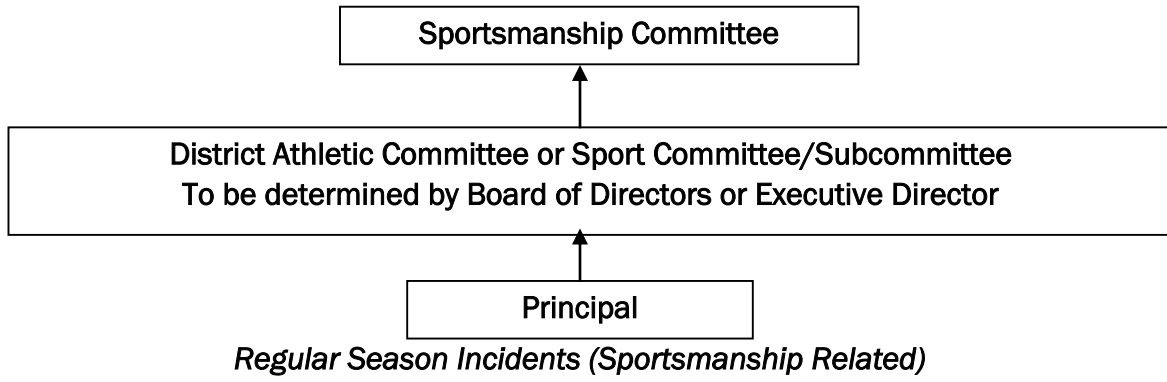 Sportsmanship Committee
District Athletic Committee or Sport Committee/Subcommittee
To be determined by Board of Directors or Executive Director
Principal
Regular Season Incidents (Sportsmanship Related)